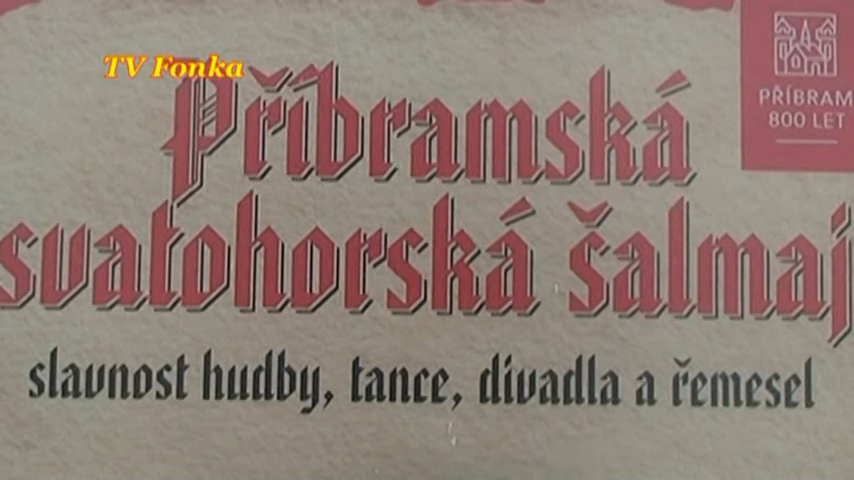 TV Fonka
PŘÍBRAM
800 LET
Příbramská
svatohorská šalmaj
slavnost hudby, tance, divadla a řemesel